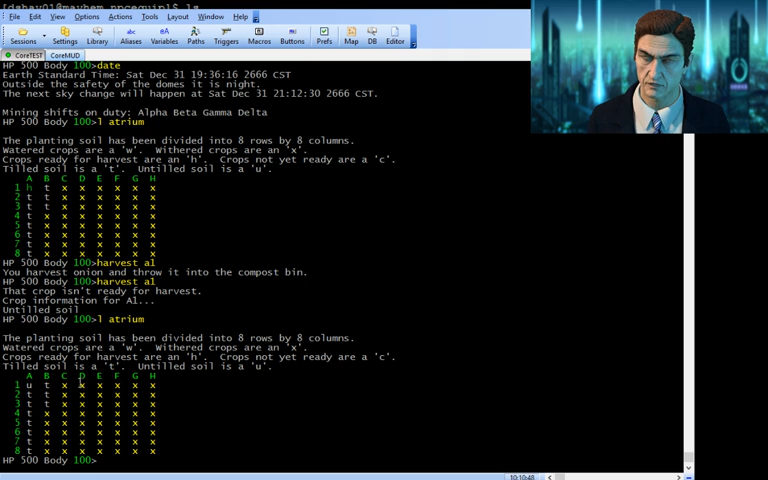 [dshav01@mayhem npcequip]$ ls
File Edit View Options Actions Tools Layout Window Help
Sessions Settings Library Aliases Variables Paths Triggers Macros Buttons Prefs Map DB Editor
CoreTEST CoreMUD
HP 500 Body 100>date
Earth Standard Time: Sat Dec 31 19:36:16 2666 CST
Outside the safety of the domes it is night.
The next sky change will happen at Sat Dec 31 21:12:30 2666 CST.
Mining shifts on duty: Alpha Beta Gamma Delta
HP 500 Body 100>l atrium
The planting soil has been divided into 8 rows by 8 columns.
Watered crops are a 'w'. Withered crops are an 'x'.
Crops ready for harvest are an 'h'. Crops not yet ready are a 'c'.
Tilled soil is a 't'. Untilled soil is a 'u'.
A B C D E F G H
1 h t x x x x x x
2 t t x x x x x x
3 t t x x x x x x
4 t x x x x x x x
5 t x x x x x x x
6 t x x x x x x x
7 t x x x x x x x
8 t x x x x x x x
HP 500 Body 100>harvest a1
You harvest onion and throw it into the compost bin.
HP 500 Body 100>harvest a1
That crop isn't ready for harvest.
Crop information for A1...
Untilled soil
HP 500 Body 100>l atrium
The planting soil has been divided into 8 rows by 8 columns.
Watered crops are a 'w'. Withered crops are an 'x'.
Crops ready for harvest are an 'h'. Crops not yet ready are a 'c'.
Tilled soil is a 't'. Untilled soil is a 'u'.
A B C D E F G H
1 u t x x x x x x
2 t t x x x x x x
3 t t x x x x x x
4 t x x x x x x x
5 t x x x x x x x
6 t x x x x x x x
7 t x x x x x x x
8 t x x x x x x x
HP 500 Body 100>
10:10:48